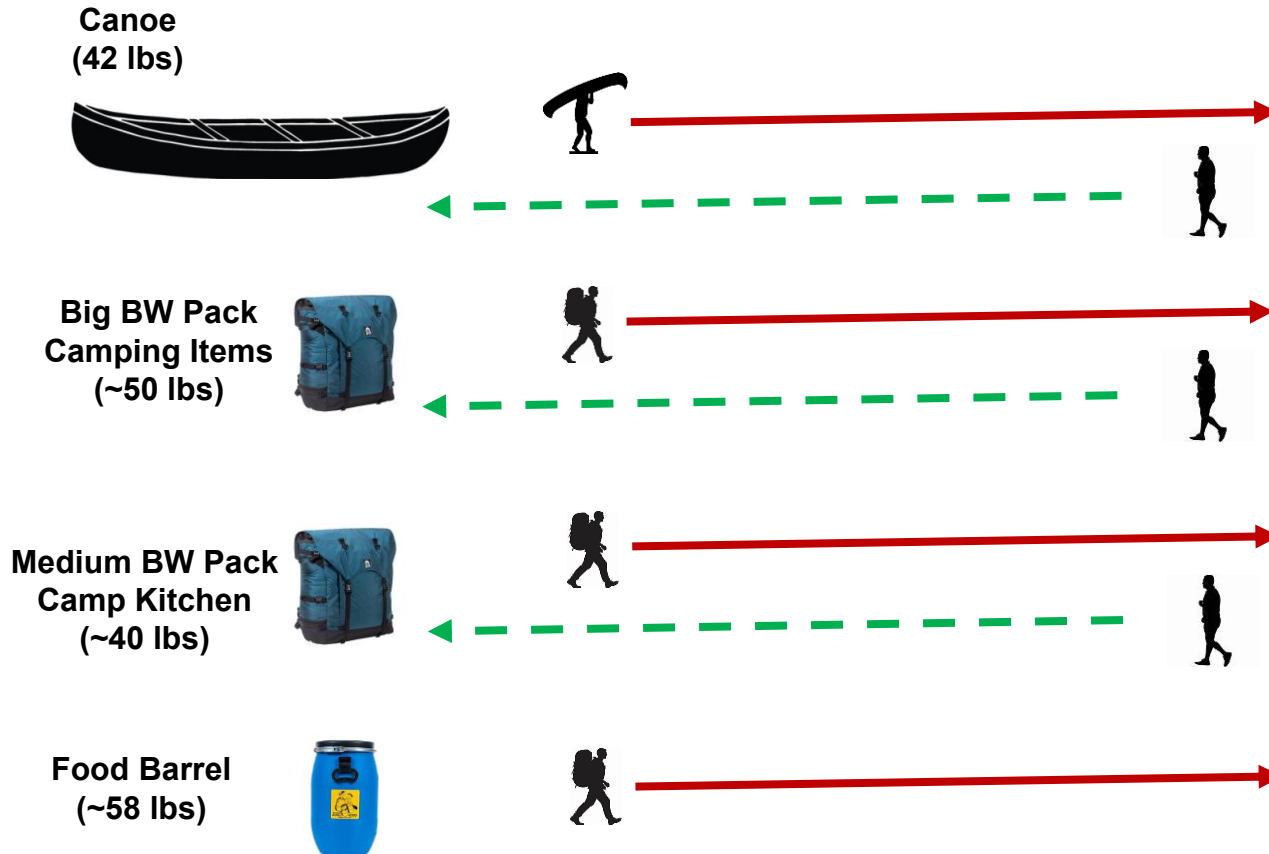 Canoe
(42 lbs)
Big BW Pack
Camping Items
(~50 lbs)
Medium BW Pack
Camp Kitchen
(~40 lbs)
Food Barrel
(~58 lbs)